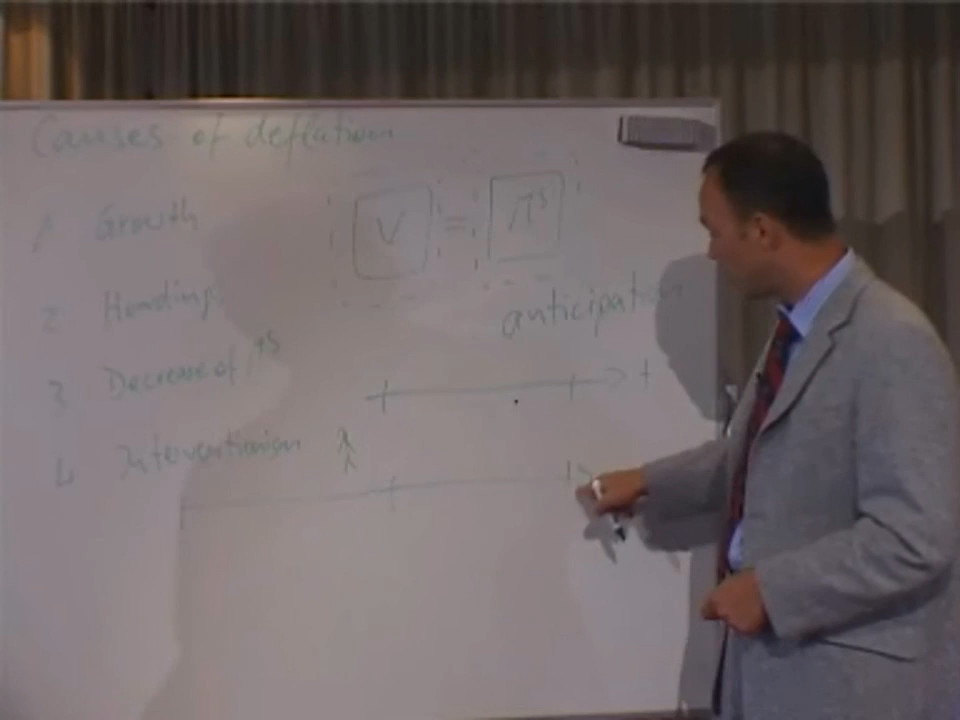 Causes of deflation
1 Growth
V = M^s
2 Hoarding
anticipation
3 Decrease of M^s
t
4 Interventionism